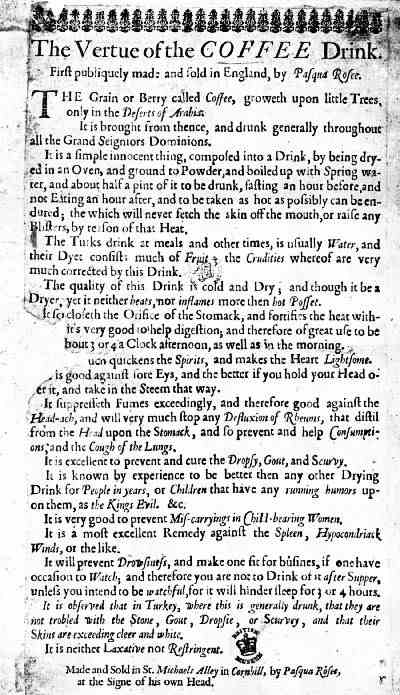 The Vertue of the COFFEE Drink.
First publiquely made and sold in England, by Pasqua Rosee.
THE Grain or Berry called Coffee, groweth upon little Trees,
only in the Deserts of Arabia.
It is brought from thence, and drunk generally throughout
all the Grand Seigniors Dominions.
It is a simple innocent thing, composed into a Drink, by being dry-
ed in an Oven, and ground to Powder, and boiled up with Spring wa-
ter, and about half a pint of it to be drunk, fasting an hour before, and
not Eating an hour after, and to be taken as hot as possibly can be en-
dured; the which will never fetch the skin off the mouth, or raise any
Blisters, by reason of that Heat.
The Turks drink at meals and other times, is usually Water, and
their Dyet consists much of Fruit; the Crudities whereof are very
much corrected by this Drink.
The quality of this Drink is cold and Dry; and though it be a
Dryer, yet it neither heats, nor inflames more then hot Posset.
It so closeth the Orifice of the Stomack, and fortifies the heat with-
it's very good to help digestion; and therefore of great use to be
bout 3 or 4 a Clock afternoon, as well as in the morning.
uch quickens the Spirits, and makes the Heart Lightsome.
is good against sore Eys, and the better if you hold your Head o-
er it, and take in the Steem that way.
It suppresseth Fumes exceedingly, and therefore good against the
Head-ach, and will very much stop any Defluxion of Rheums, that distil
from the Head upon the Stomack, and so prevent and help Consumpti-
ons; and the Cough of the Lungs.
It is excellent to prevent and cure the Dropsy, Gout, and Scurvy.
It is known by experience to be better then any other Drying
Drink for People in years, or Children that have any running humors up-
on them, as the Kings Evil. &c.
It is very good to prevent Mis-carryings in Child-bearing Women.
It is a most excellent Remedy against the Spleen, Hypocondriack
Winds, or the like.
It will prevent Drowsiness, and make one fit for busines, if one have
occasion to Watch; and therefore you are not to Drink of it after Supper,
unless you intend to be watchful, for it will hinder sleep for 3 or 4 hours.
It is observed that in Turkey, where this is generally drunk, that they are
not trobled with the Stone, Gout, Dropsie, or Scurvey, and that their
Skins are exceeding cleer and white.
It is neither Laxative nor Restringent.
BRITISH
MUSEUM
Made and Sold in St. Michaels Alley in Cornhill, by Pasqua Rosee,
at the Signe of his own Head.